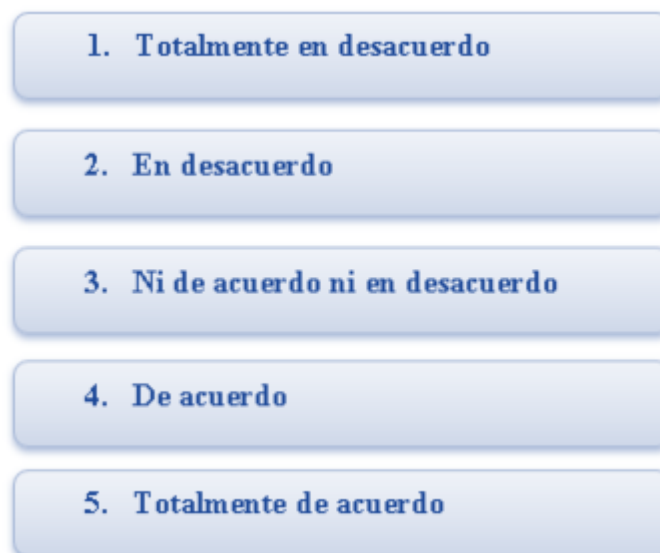 1. Totalmente en desacuerdo
2. En desacuerdo
3. Ni de acuerdo ni en desacuerdo
4. De acuerdo
5. Totalmente de acuerdo